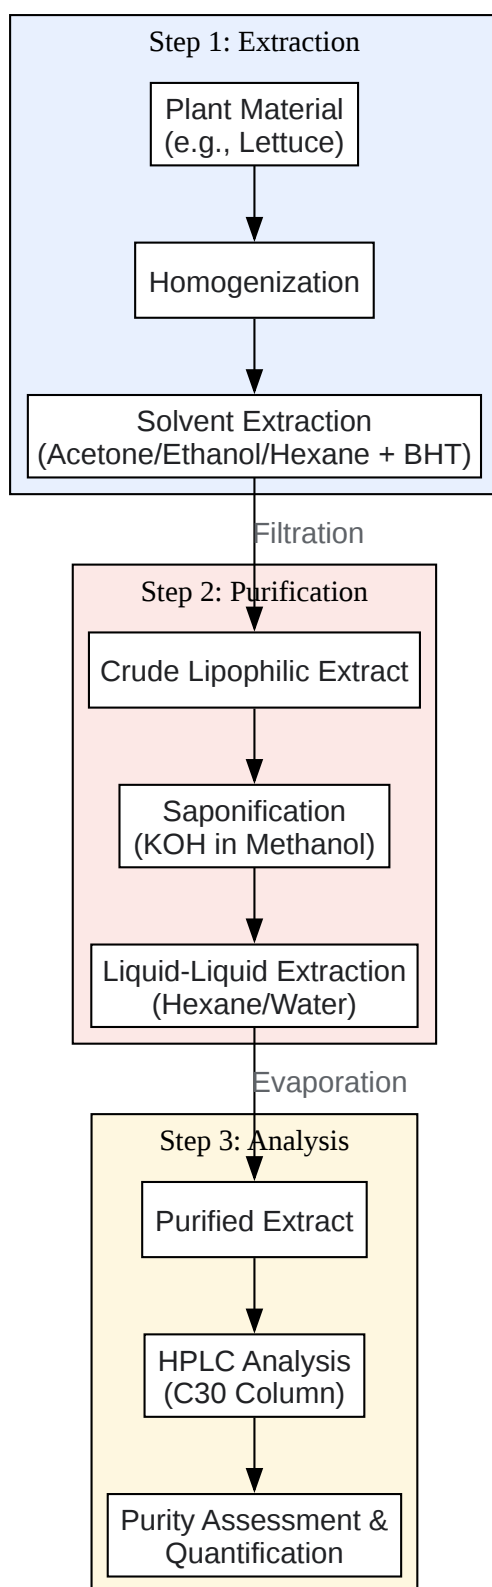 Step 1: Extraction
Plant Material
(e.g., Lettuce)
Homogenization
Solvent Extraction
(Acetone/Ethanol/Hexane + BHT)
Filtration
Step 2: Purification
Crude Lipophilic Extract
Saponification
(KOH in Methanol)
Liquid-Liquid Extraction
(Hexane/Water)
Evaporation
Step 3: Analysis
Purified Extract
HPLC Analysis
(C30 Column)
Purity Assessment &
Quantification